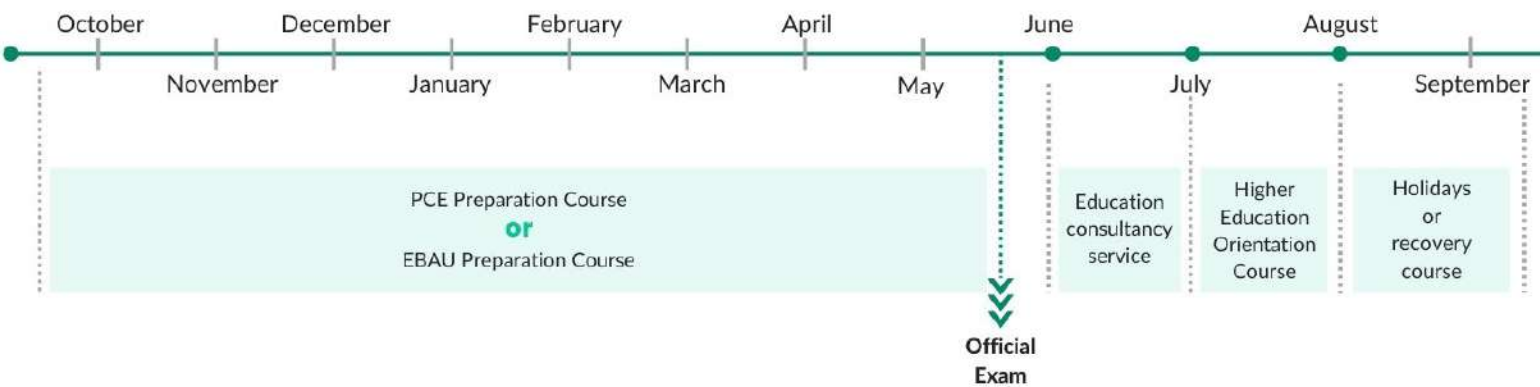 October
December
February
April
June
August
November
January
March
May
July
September
PCE Preparation Course
or
EBAU Preparation Course
Education
consultancy
service
Higher
Education
Orientation
Course
Holidays
or
recovery
course
Official
Exam